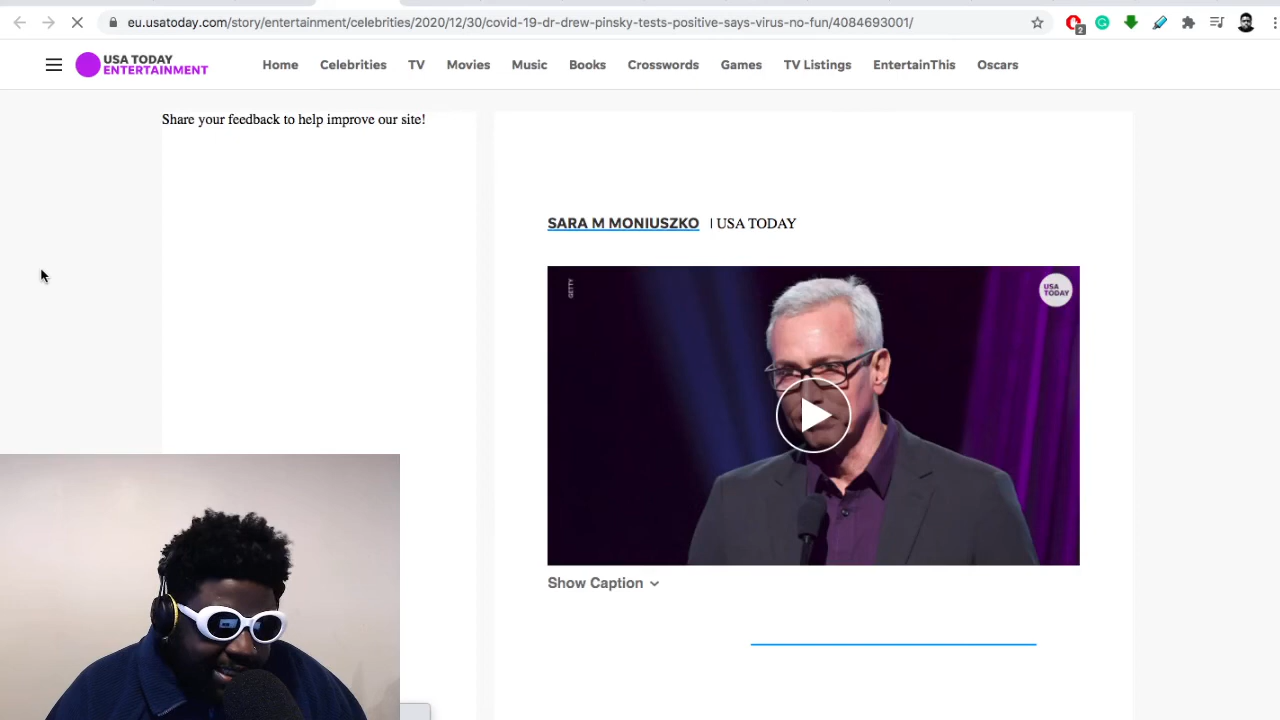 eu.usatoday.com/story/entertainment/celebrities/2020/12/30/covid-19-dr-drew-pinsky-tests-positive-says-virus-no-fun/4084693001/
2
USA TODAY
ENTERTAINMENT
Home Celebrities TV Movies Music Books Crosswords Games TV Listings EntertainThis Oscars
Share your feedback to help improve our site!
SARA M MONIUSZKO | USA TODAY
GETTY
USA
TODAY
Show Caption